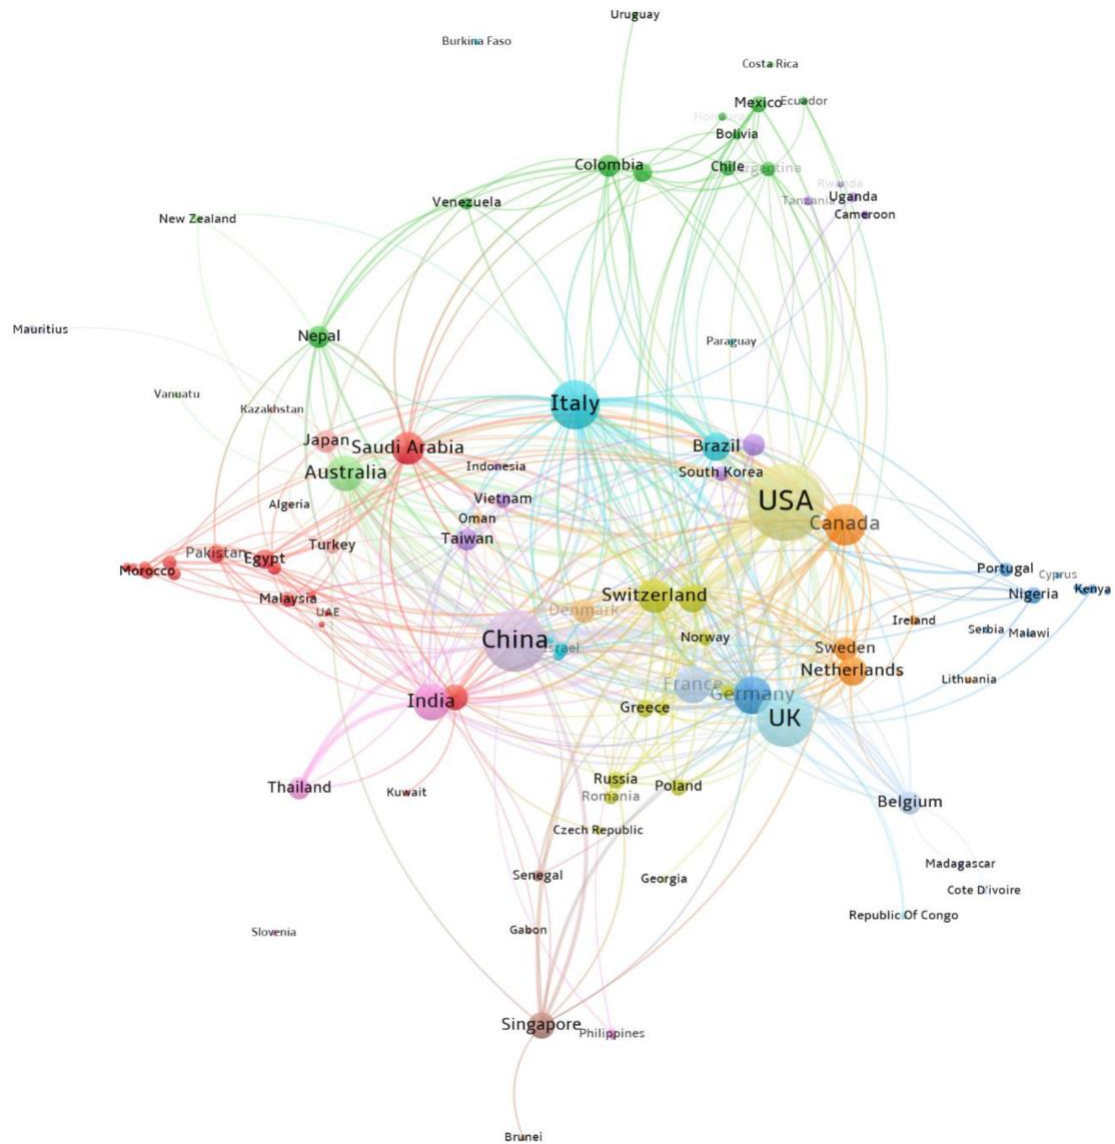 Uruguay
Burkina Faso
Costa Rica
Mexico
Ecuador
Honduras
Bolivia
Colombia
Chile
Argentina
Rwanda
Uganda
Tanzania
Venezuela
Cameroon
New Zealand
Mauritius
Nepal
Paraguay
Vanuatu
Italy
Kazakhstan
Japan
Saudi Arabia
Brazil
Indonesia
Australia
South Korea
Vietnam
USA
Algeria
Oman
Canada
Taiwan
Turkey
Pakistan
Egypt
Morocco
Portugal
Cyprus
Kenya
Nigeria
Malaysia
Switzerland
UAE
Denmark
Ireland
Serbia
Malawi
China
Norway
Israel
Sweden
Netherlands
Lithuania
France
Germany
India
Greece
UK
Thailand
Kuwait
Russia
Poland
Romania
Belgium
Czech Republic
Madagascar
Senegal
Georgia
Cote D'ivoire
Republic Of Congo
Gabon
Slovenia
Singapore
Philippines
Brunei